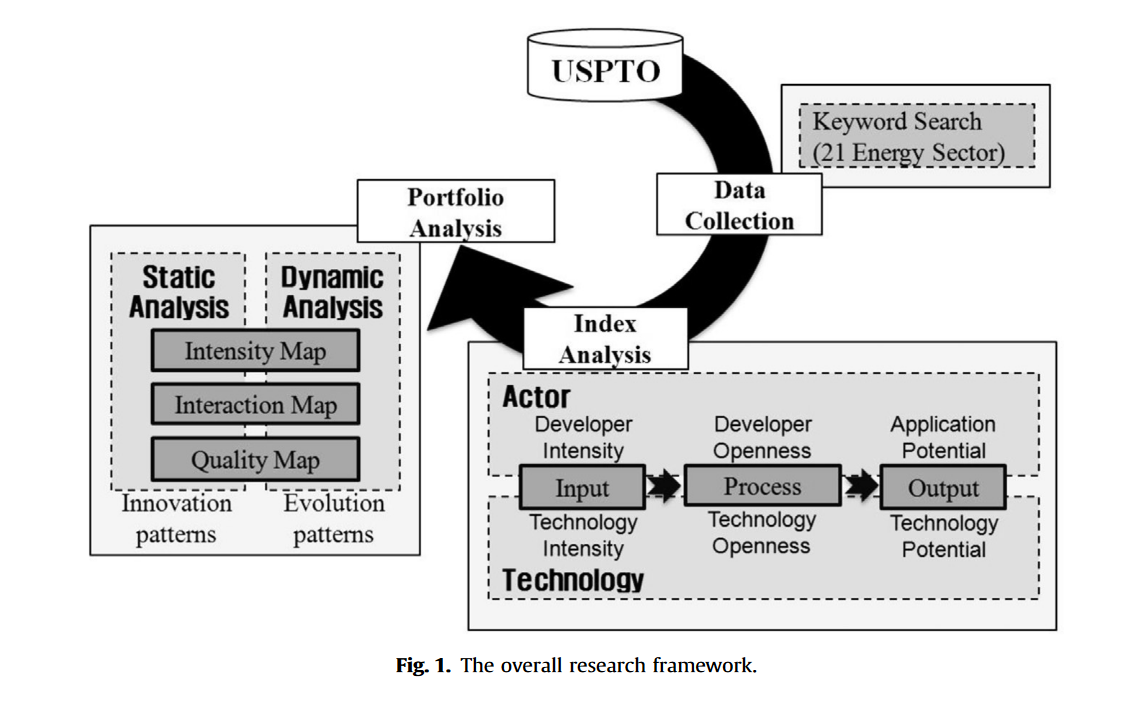 USPTO
Keyword Search
(21 Energy Sector)
Data
Collection
Portfolio
Analysis
Static
Analysis
Dynamic
Analysis
Intensity Map
Interaction Map
Quality Map
Innovation
patterns
Evolution
patterns
Index
Analysis
Actor
Developer
Intensity
Developer
Openness
Application
Potential
Input
Process
Output
Technology
Intensity
Technology
Openness
Technology
Potential
Technology
Fig. 1. The overall research framework.